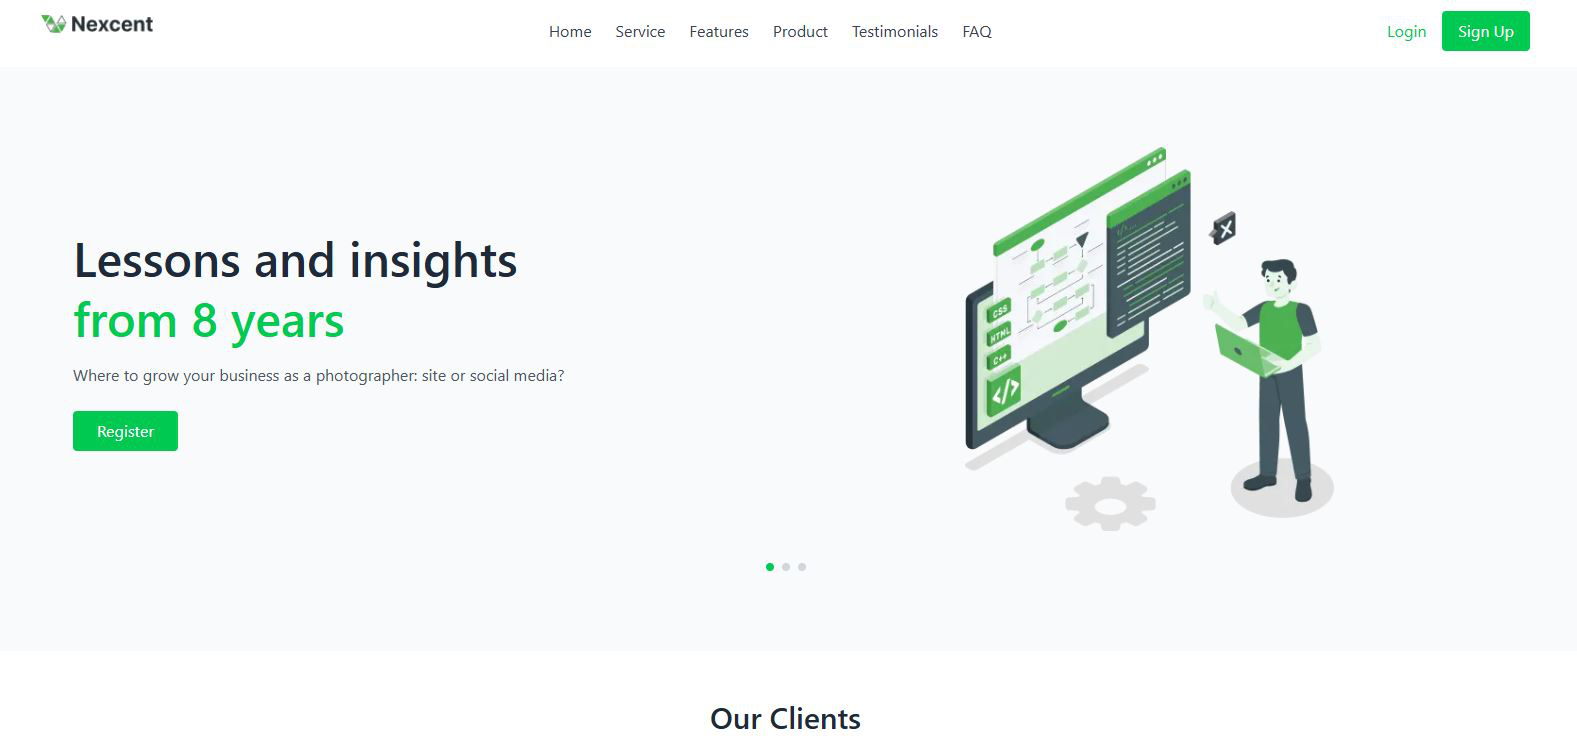 Nexcent
Home Service Features Product Testimonials FAQ
Login Sign Up
Lessons and insights
from 8 years
Where to grow your business as a photographer: site or social media?
Register
CSS
HTML
C++
</>
Our Clients